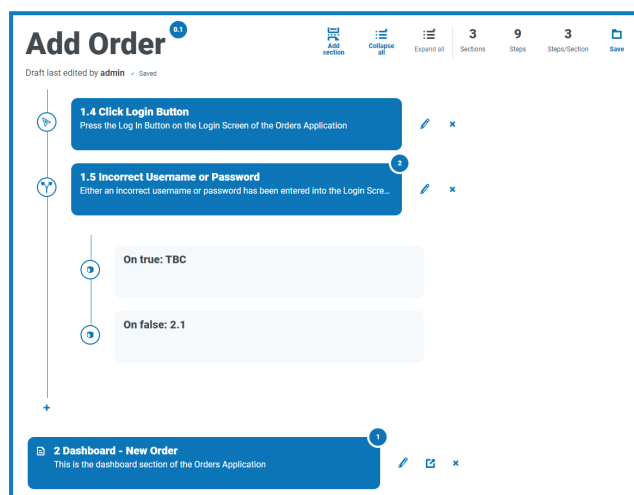 Add Order
0.1
Add section
Collapse all
Expand all
3 Sections
9 Steps
3 Steps/Section
Save
Draft last edited by admin Saved
1.4 Click Login Button
Press the Log In Button on the Login Screen of the Orders Application
2
1.5 Incorrect Username or Password
Either an incorrect username or password has been entered into the Login Scre...
On true: TBC
On false: 2.1
1
2 Dashboard - New Order
This is the dashboard section of the Orders Application